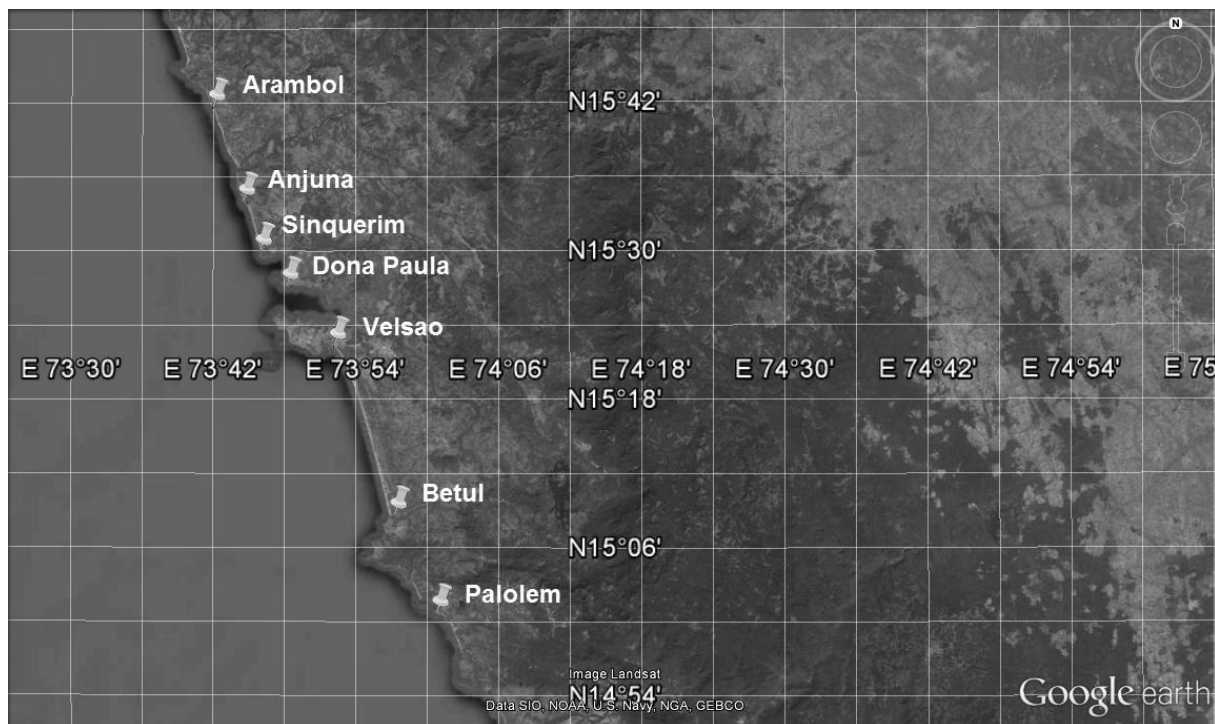 N
Arambol
N15°42'
Anjuna
Sinquerim
N15°30'
Dona Paula
Velsao
E 73°30' E 73°42' E 73°54' E 74°06' E 74°18' E 74°30' E 74°42' E 74°54' E 75
N15°18'
Betul
N15°06'
Palolem
Image Landsat
N14°54'
Data SIO, NOAA, U.S. Navy, NGA, GEBCO
Google earth